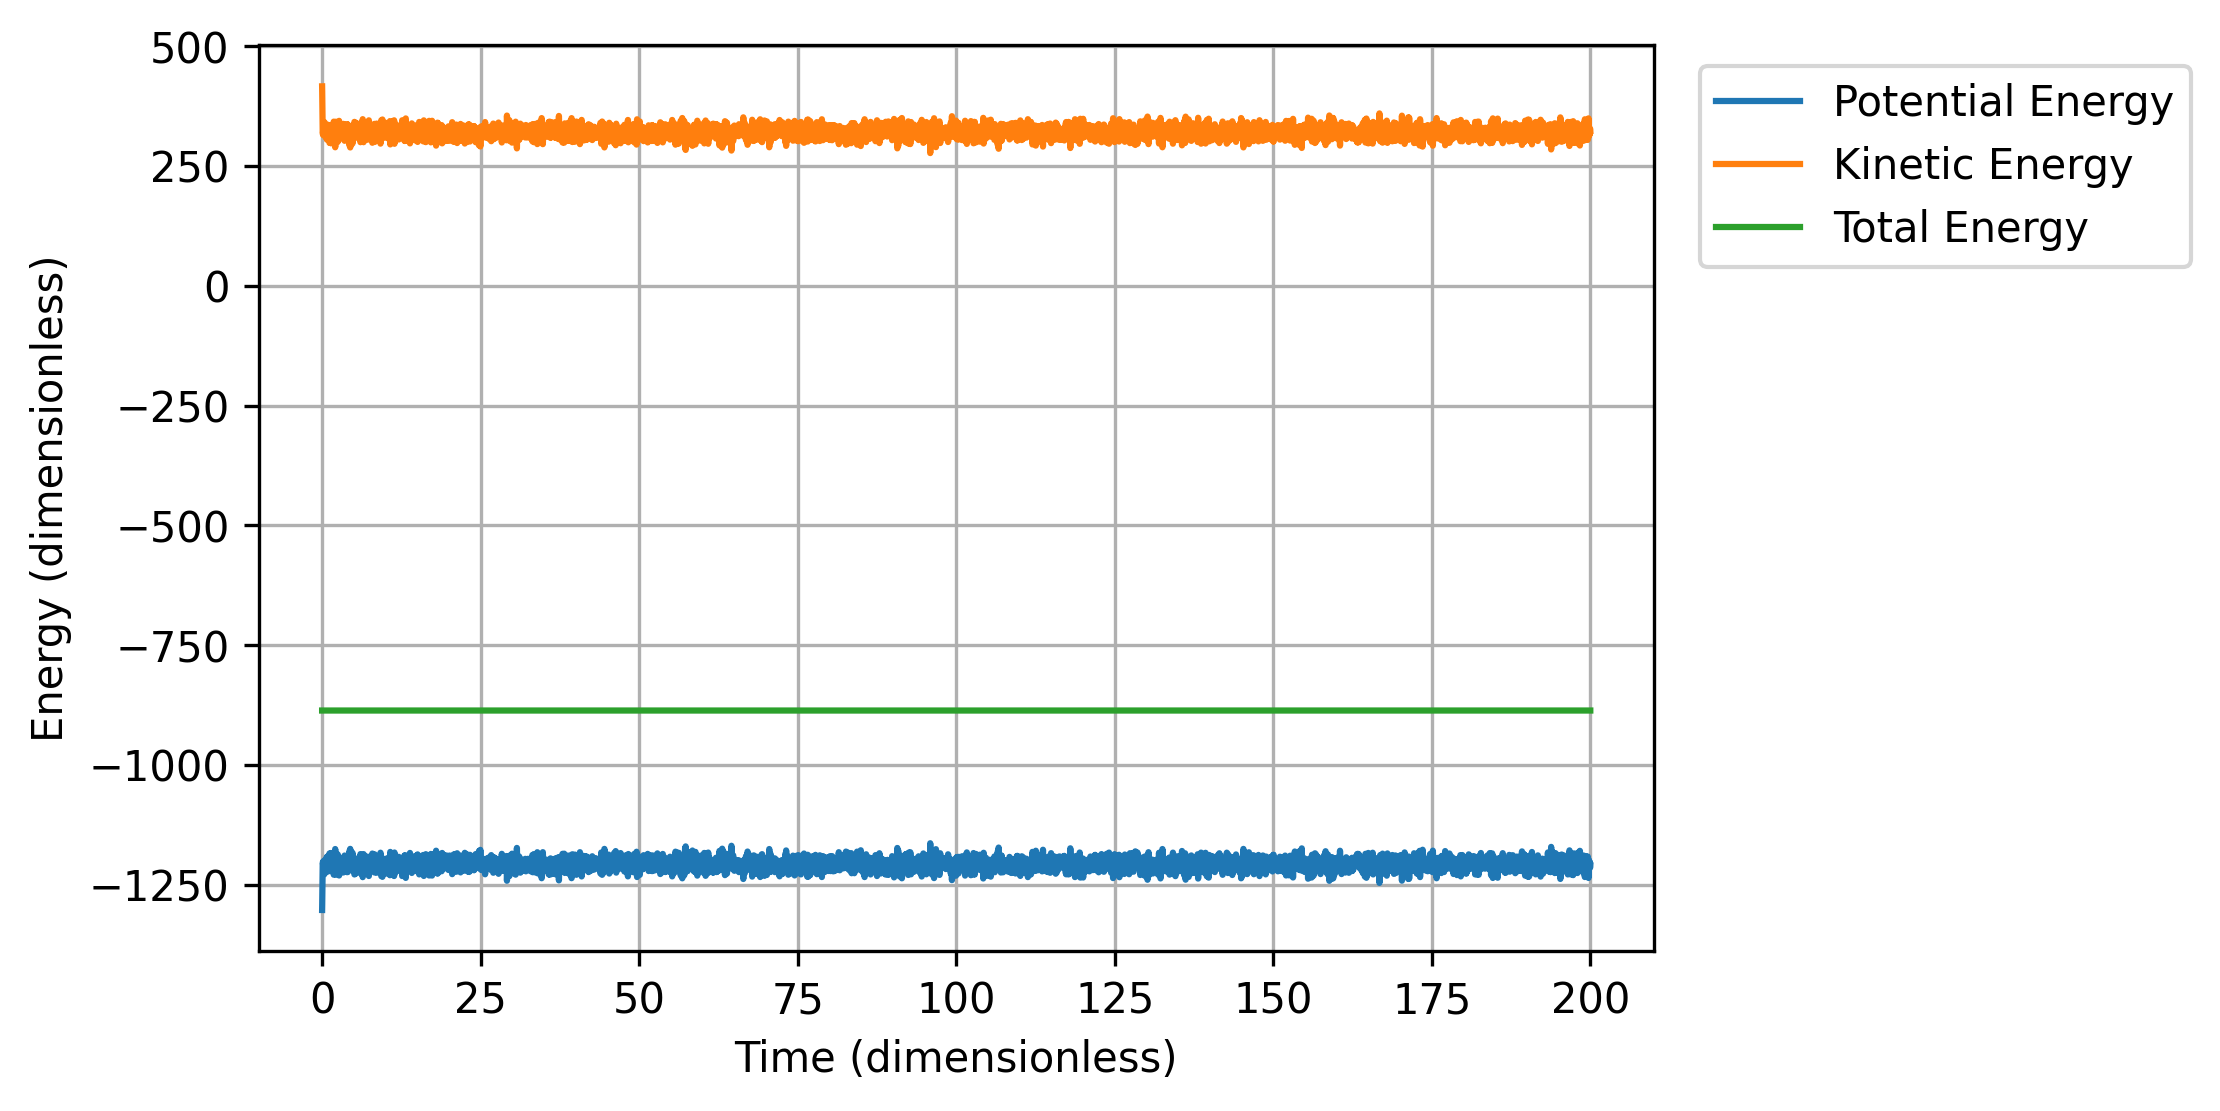 500
250
0
−250
−500
−750
−1000
−1250
Energy (dimensionless)
0 25 50 75 100 125 150 175 200
Time (dimensionless)
Potential Energy
Kinetic Energy
Total Energy